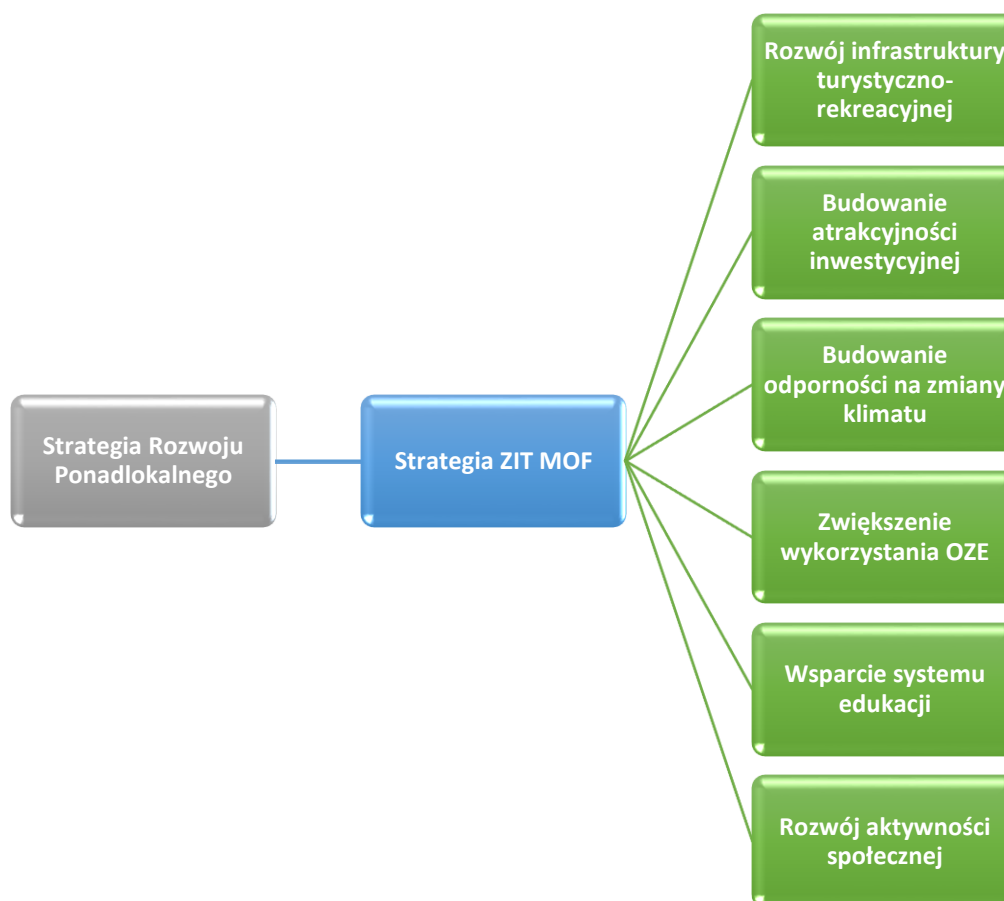 Strategia Rozwoju
Ponadlokalnego
Strategia ZIT MOF
Rozwój infrastruktury
turystyczno-
rekreacyjnej
Budowanie
atrakcyjności
inwestycyjnej
Budowanie
odporności na zmiany
klimatu
Zwiększenie
wykorzystania OZE
Wsparcie systemu
edukacji
Rozwój aktywności
społecznej